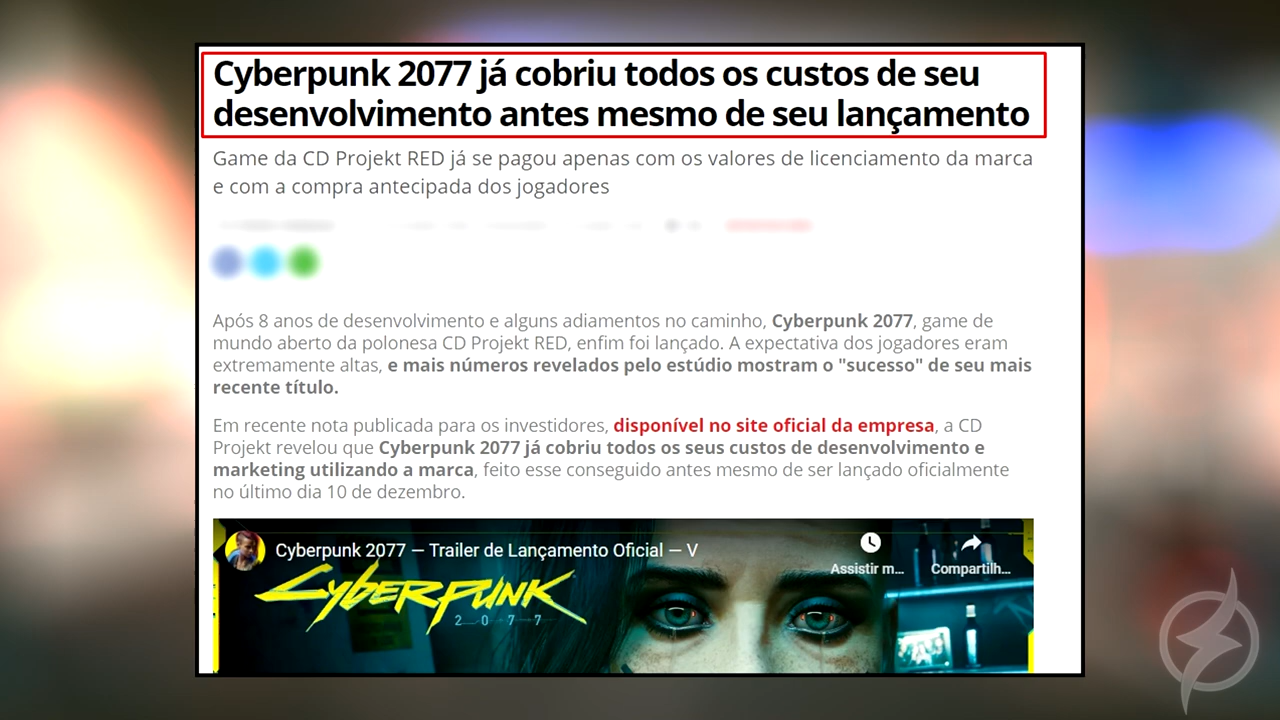 Cyberpunk 2077 já cobriu todos os custos de seu
desenvolvimento antes mesmo de seu lançamento
Game da CD Projekt RED já se pagou apenas com os valores de licenciamento da marca
e com a compra antecipada dos jogadores
Após 8 anos de desenvolvimento e alguns adiamentos no caminho, Cyberpunk 2077, game de
mundo aberto da polonesa CD Projekt RED, enfim foi lançado. A expectativa dos jogadores eram
extremamente altas, e mais números revelados pelo estúdio mostram o "sucesso" de seu mais
recente título.
Em recente nota publicada para os investidores, disponível no site oficial da empresa, a CD
Projekt revelou que Cyberpunk 2077 já cobriu todos os seus custos de desenvolvimento e
marketing utilizando a marca, feito esse conseguido antes mesmo de ser lançado oficialmente
no último dia 10 de dezembro.
Cyberpunk 2077 — Trailer de Lançamento Oficial — V
Assistir m... Compartilh...
CYBERPUNK
2077